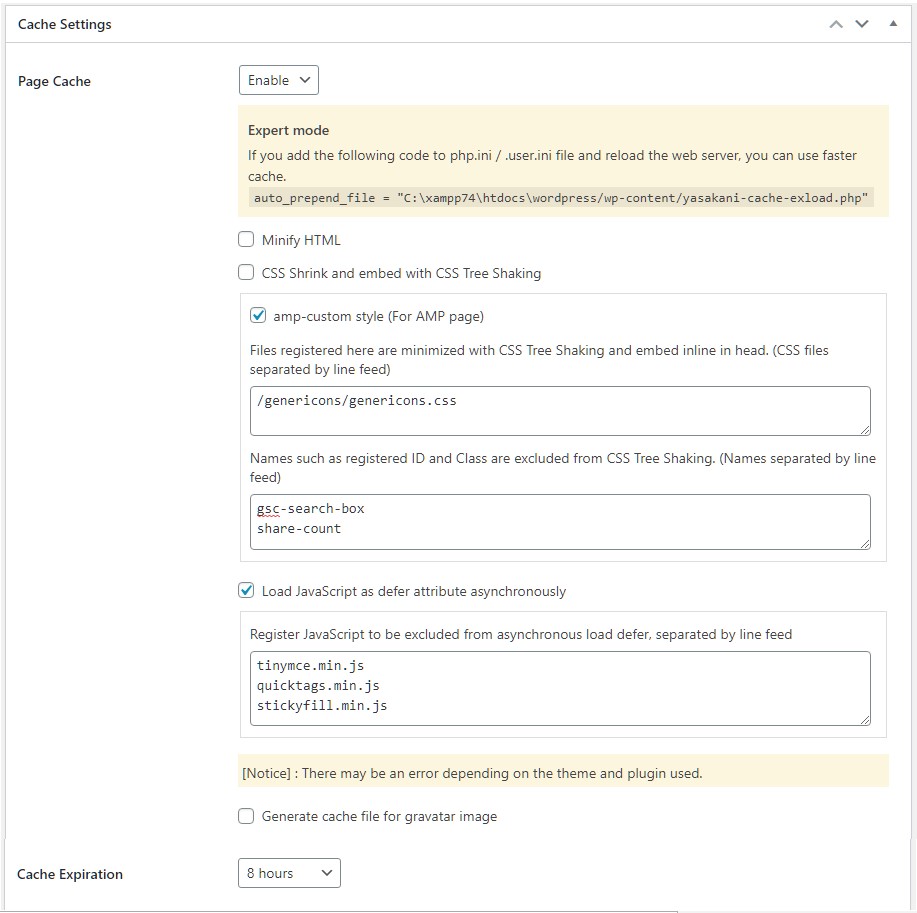 Cache Settings
Page Cache
Enable
Expert mode
If you add the following code to php.ini / .user.ini file and reload the web server, you can use faster
cache.
auto_prepend_file = "C:\xampp74\htdocs\wordpress/wp-content/yasakani-cache-exload.php"
Minify HTML
CSS Shrink and embed with CSS Tree Shaking
amp-custom style (For AMP page)
Files registered here are minimized with CSS Tree Shaking and embed inline in head. (CSS files
separated by line feed)
/genericons/genericons.css
Names such as registered ID and Class are excluded from CSS Tree Shaking. (Names separated by line
feed)
gsc-search-box
share-count
Load JavaScript as defer attribute asynchronously
Register JavaScript to be excluded from asynchronous load defer, separated by line feed
tinymce.min.js
quicktags.min.js
stickyfill.min.js
[Notice] : There may be an error depending on the theme and plugin used.
Generate cache file for gravatar image
Cache Expiration
8 hours